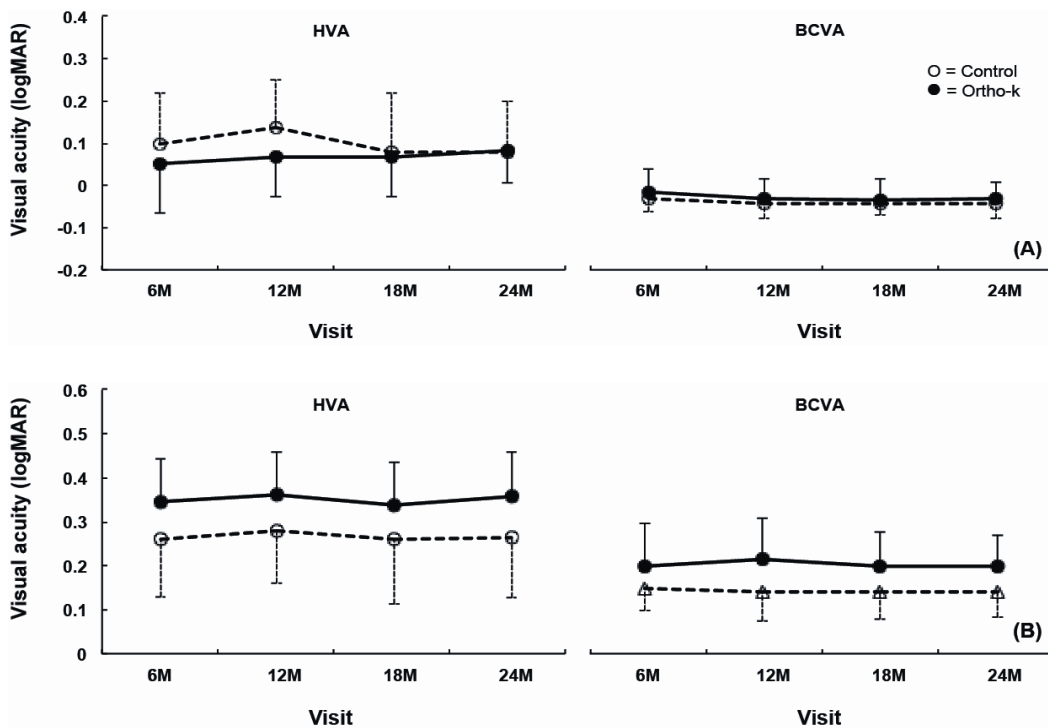 HVA
BCVA
Visual acuity (logMAR)
0.4
0.3
0.2
0.1
0
-0.1
-0.2
6M 12M 18M 24M
Visit
O = Control
● = Ortho-k
6M 12M 18M 24M
Visit
(A)
HVA
BCVA
Visual acuity (logMAR)
0.6
0.5
0.4
0.3
0.2
0.1
0
6M 12M 18M 24M
Visit
6M 12M 18M 24M
Visit
(B)